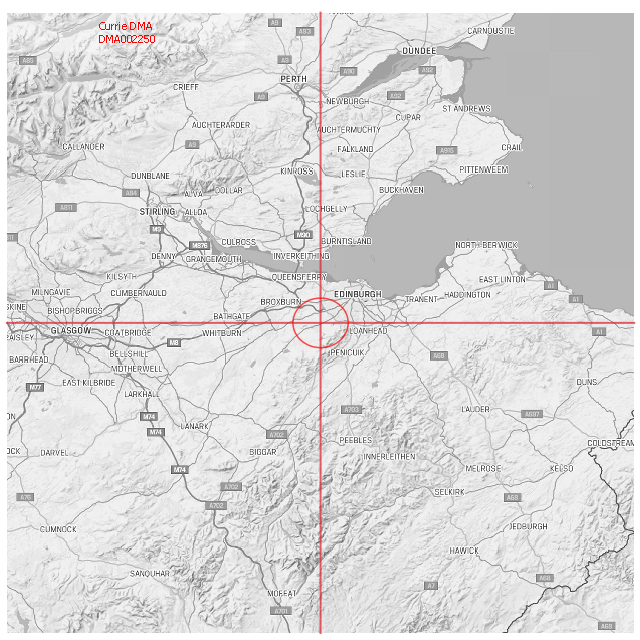 CARNOUSTIE
Currie DMA
DMA002250
A9
A821
DUNDEE
A85
A9
A90
A92
PERTH
CRIEFF
A9
NEWBURGH
A92
ST ANDREWS
CUPAR
AUCHTERARDER
AUCHTERMUCHTY
CALLANDER
A9
FALKLAND
A915
CRAIL
KINROSS
LESLIE
PITTENWEEM
DUNBLANE
A84
ALVA
DOLLAR
BUCKHAVEN
A811
STIRLING
ALLOA
LOCHGELLY
M9
M90
M876
CULROSS
BURNTISLAND
NORTH BERWICK
DENNY
GRANGEMOUTH
INVERKEITHING
KILSYTH
QUEENSFERRY
EAST LINTON
A1
MILNGAVIE
CUMBERNAULD
EDINBURGH
HADDINGTON
SKINE
BROXBURN
TRANENT
A1
BISHOPBRIGGS
BATHGATE
GLASGOW
COATBRIDGE
WHITBURN
LOANHEAD
A1
AISLEY
M8
BARRHEAD
BELLSHILL
PENICUIK
A68
MOTHERWELL
M77
EAST KILBRIDE
DUNS
LARKHALL
M74
A703
LAUDER
A697
ON
M74
LANARK
A702
PEEBLES
COLDSTREAM
OCK
DARVEL
BIGGAR
INNERLEITHEN
M74
MELROSE
KELSO
A702
SELKIRK
A76
A702
A68
CUMNOCK
JEDBURGH
HAWICK
SANQUHAR
A68
A7
MOFFAT
A701
A68